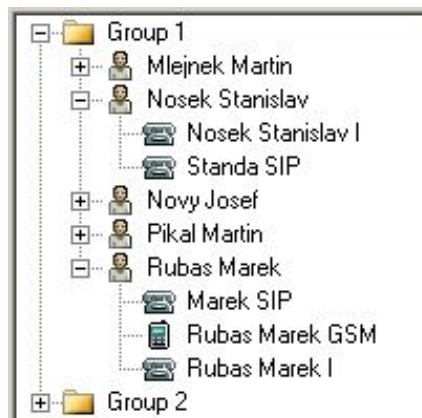 Group 1
Mlejnek Martin
Nosek Stanislav
Nosek Stanislav I
Standa SIP
Novy Josef
Pikal Martin
Rubas Marek
Marek SIP
Rubas Marek GSM
Rubas Marek I
Group 2